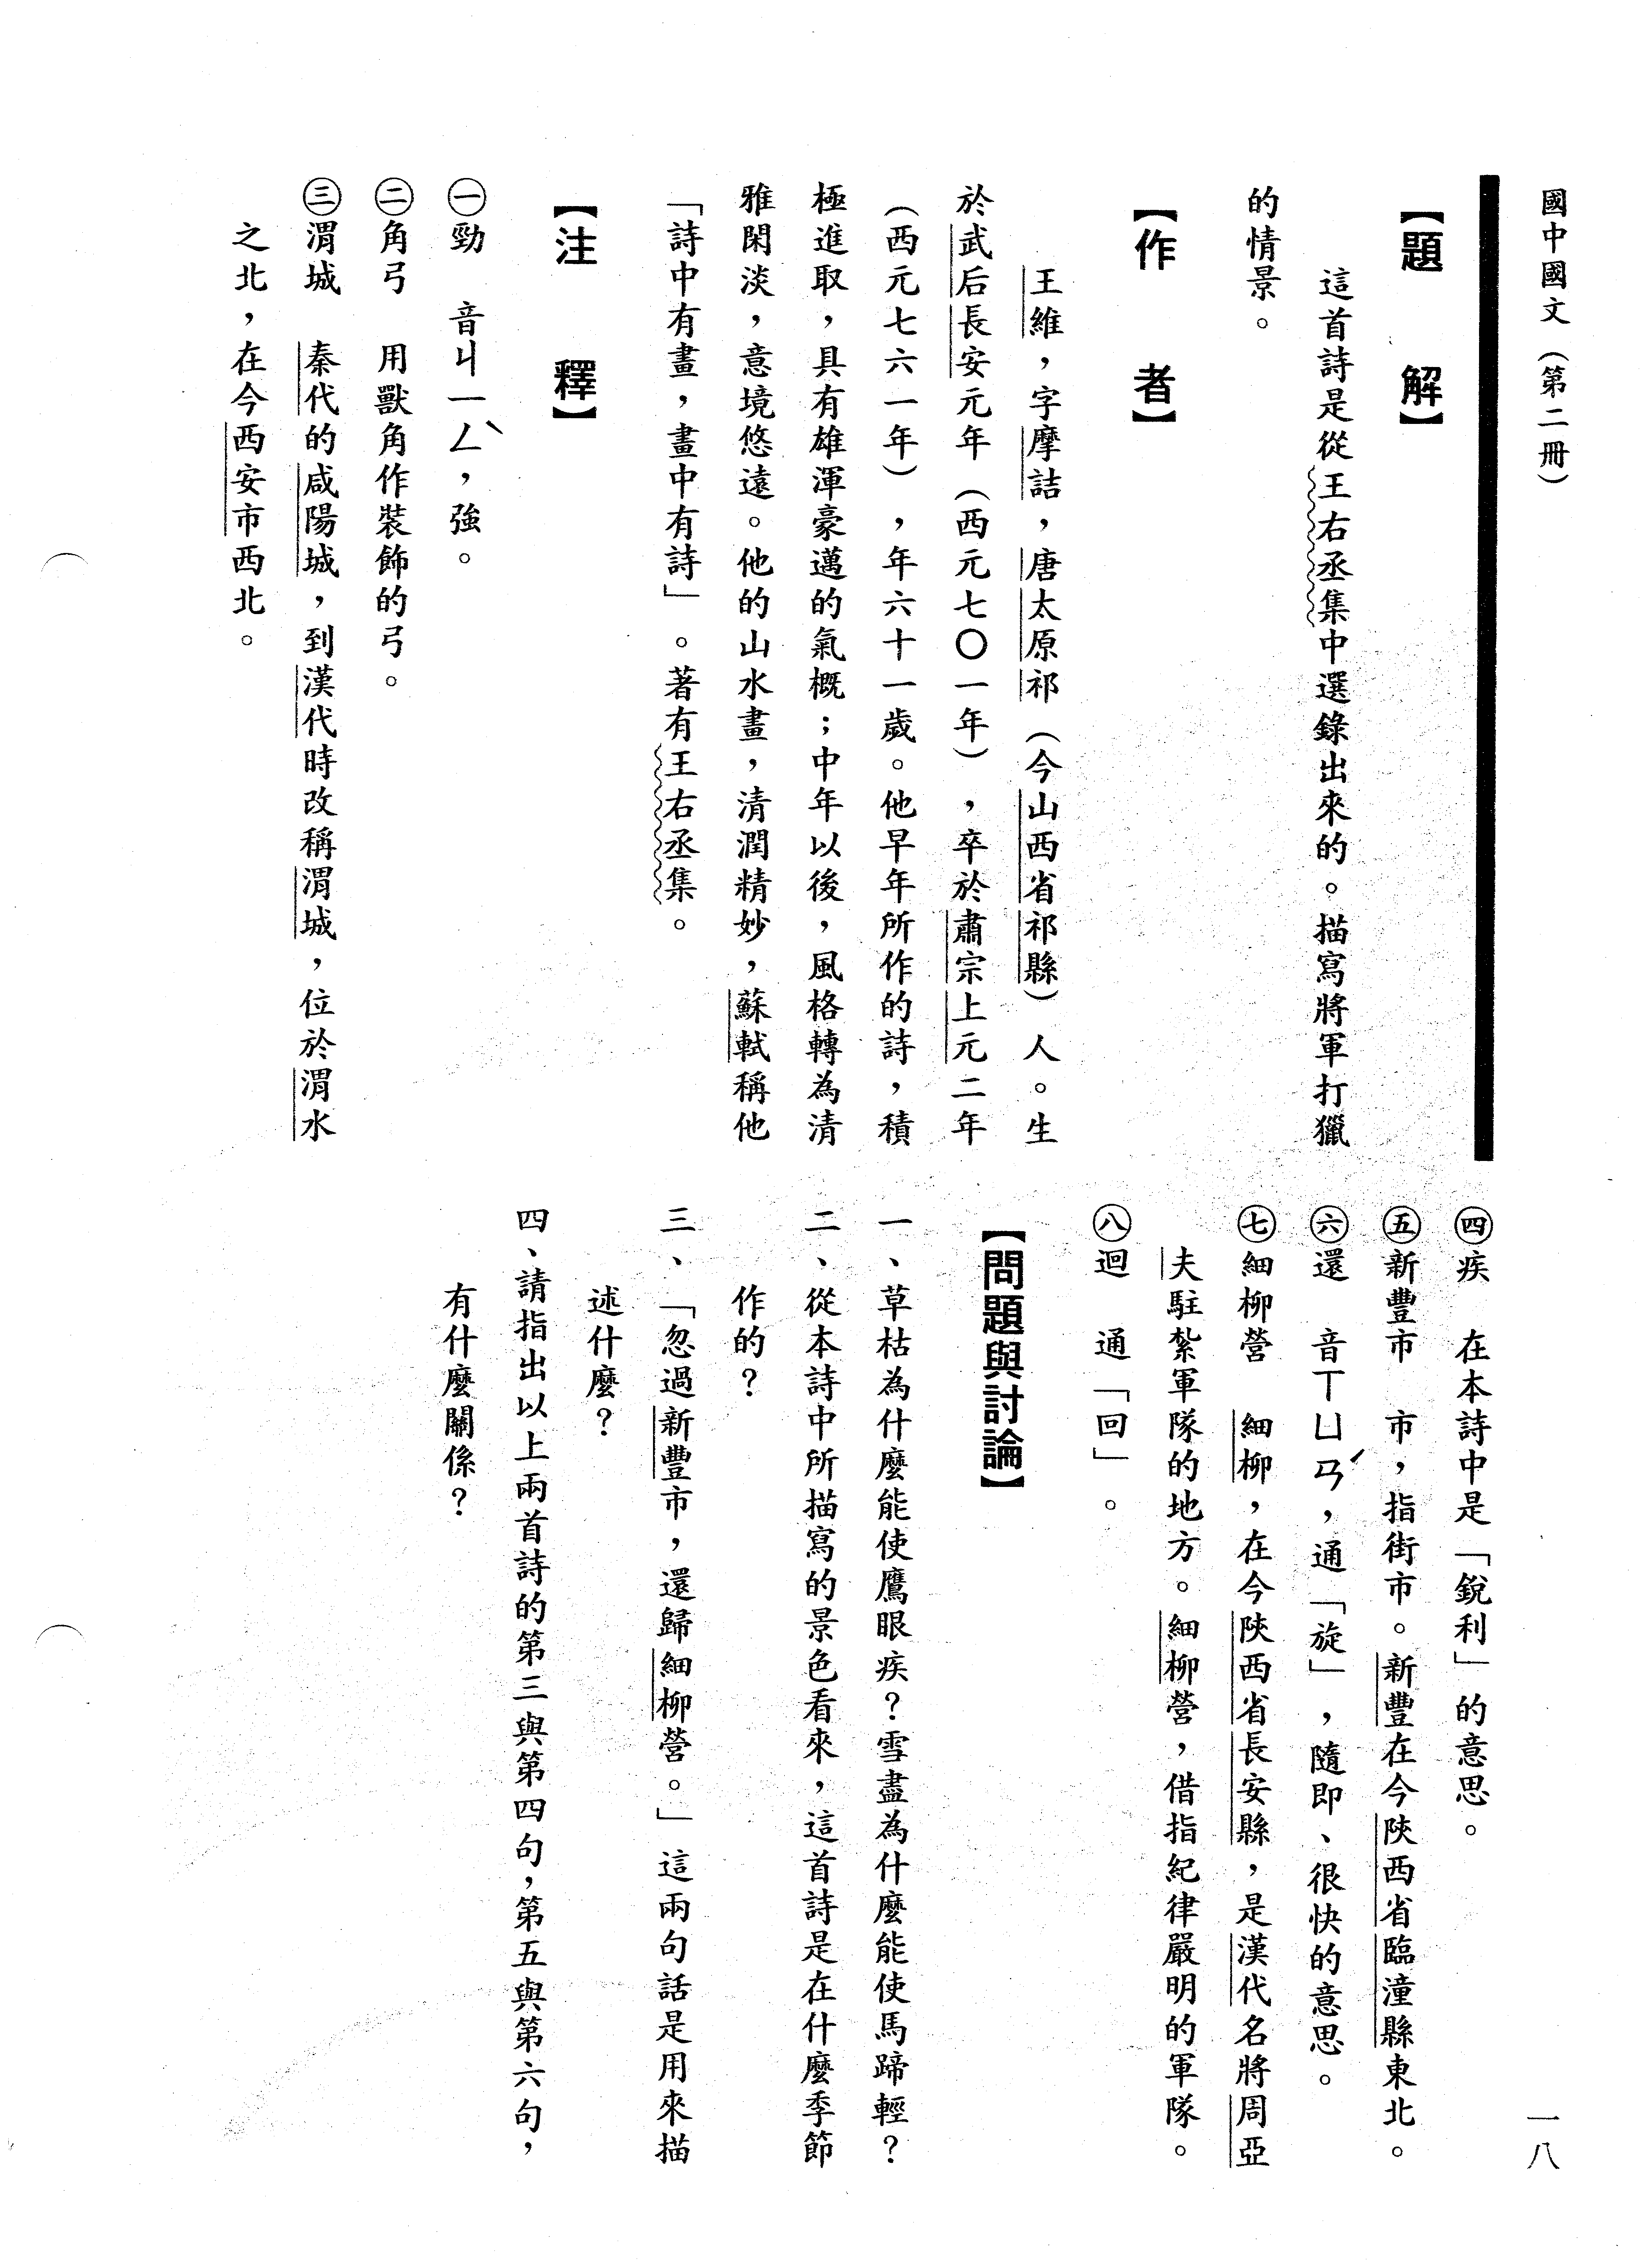 國中國文（第二冊）
【題　解】
這首詩是從王右丞集中選錄出來的。描寫將軍打獵
的情景。
【作　者】
王維，字摩詰，唐太原祁（今山西省祁縣）人。生
於武后長安元年（西元七〇一年），卒於肅宗上元二年
（西元七六一年），年六十一歲。他早年所作的詩，積
極進取，具有雄渾豪邁的氣概；中年以後，風格轉為清
雅閑淡，意境悠遠。他的山水畫，清潤精妙，蘇軾稱他
「詩中有畫，畫中有詩」。著有王右丞集。
【注　釋】
㊀勁　音ㄐㄧㄥˋ，強。
㊁角弓　用獸角作裝飾的弓。
㊂渭城　秦代的咸陽城，到漢代時改稱渭城，位於渭水
之北，在今西安市西北。
㊃疾　在本詩中是「銳利」的意思。
㊄新豐市　市，指街市。新豐在今陝西省臨潼縣東北。
㊅還　音ㄒㄩㄢˊ，通「旋」，隨即、很快的意思。
㊆細柳營　細柳，在今陝西省長安縣，是漢代名將周亞
夫駐紮軍隊的地方。細柳營，借指紀律嚴明的軍隊。
㊇迴　通「回」。
【問題與討論】
一、草枯為什麼能使鷹眼疾？雪盡為什麼能使馬蹄輕？
二、從本詩中所描寫的景色看來，這首詩是在什麼季節
作的？
三、「忽過新豐市，還歸細柳營。」這兩句話是用來描
述什麼？
四、請指出以上兩首詩的第三與第四句，第五與第六句，
有什麼關係？
一八